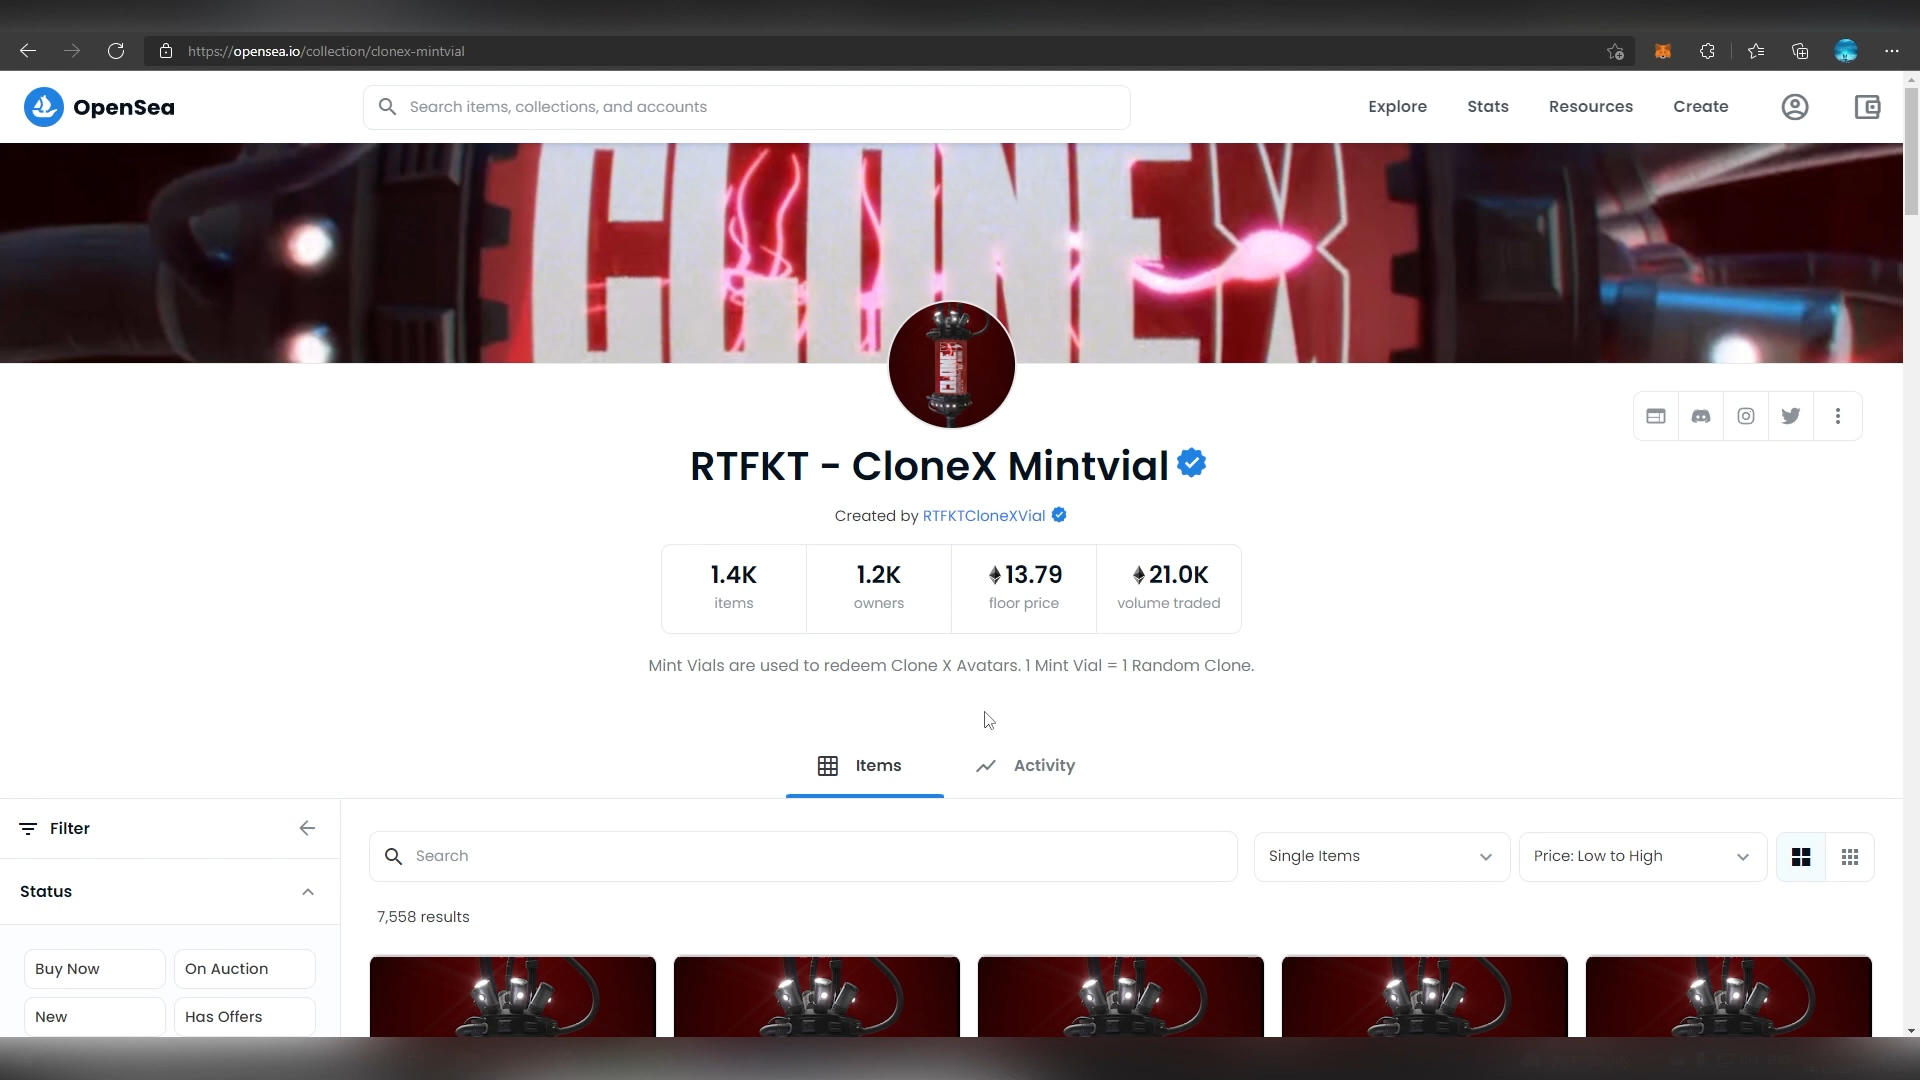 https://opensea.io/collection/clonex-mintvial
OpenSea
Search items, collections, and accounts
Explore Stats Resources Create
CLONEX
RTFKT - CloneX Mintvial
Created by RTFKTCloneXVial
1.4K 1.2K 13.79 21.0K
items owners floor price volume traded
Mint Vials are used to redeem Clone X Avatars. 1 Mint Vial = 1 Random Clone.
Items Activity
Filter
Search
Single Items
Price: Low to High
Status
7,558 results
Buy Now On Auction
New Has Offers